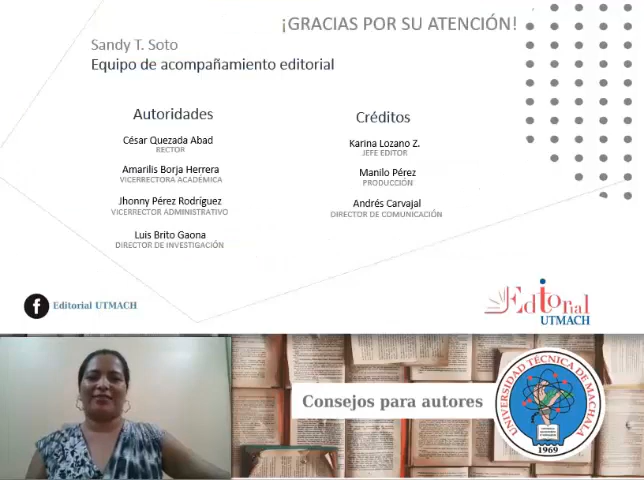 ¡GRACIAS POR SU ATENCIÓN!
Sandy T. Soto
Equipo de acompañamiento editorial
Autoridades
César Quezada Abad
RECTOR
Amarilis Borja Herrera
VICERRECTORA ACADÉMICA
Jhonny Pérez Rodríguez
VICERRECTOR ADMINISTRATIVO
Luis Brito Gaona
DIRECTOR DE INVESTIGACIÓN
Créditos
Karina Lozano Z.
JEFE EDITOR
Manilo Pérez
PRODUCCIÓN
Andrés Carvajal
DIRECTOR DE COMUNICACIÓN
Editorial UTMACH
Editorial
UTMACH
Consejos para autores
UNIVERSIDAD TÉCNICA DE MACHALA
1969